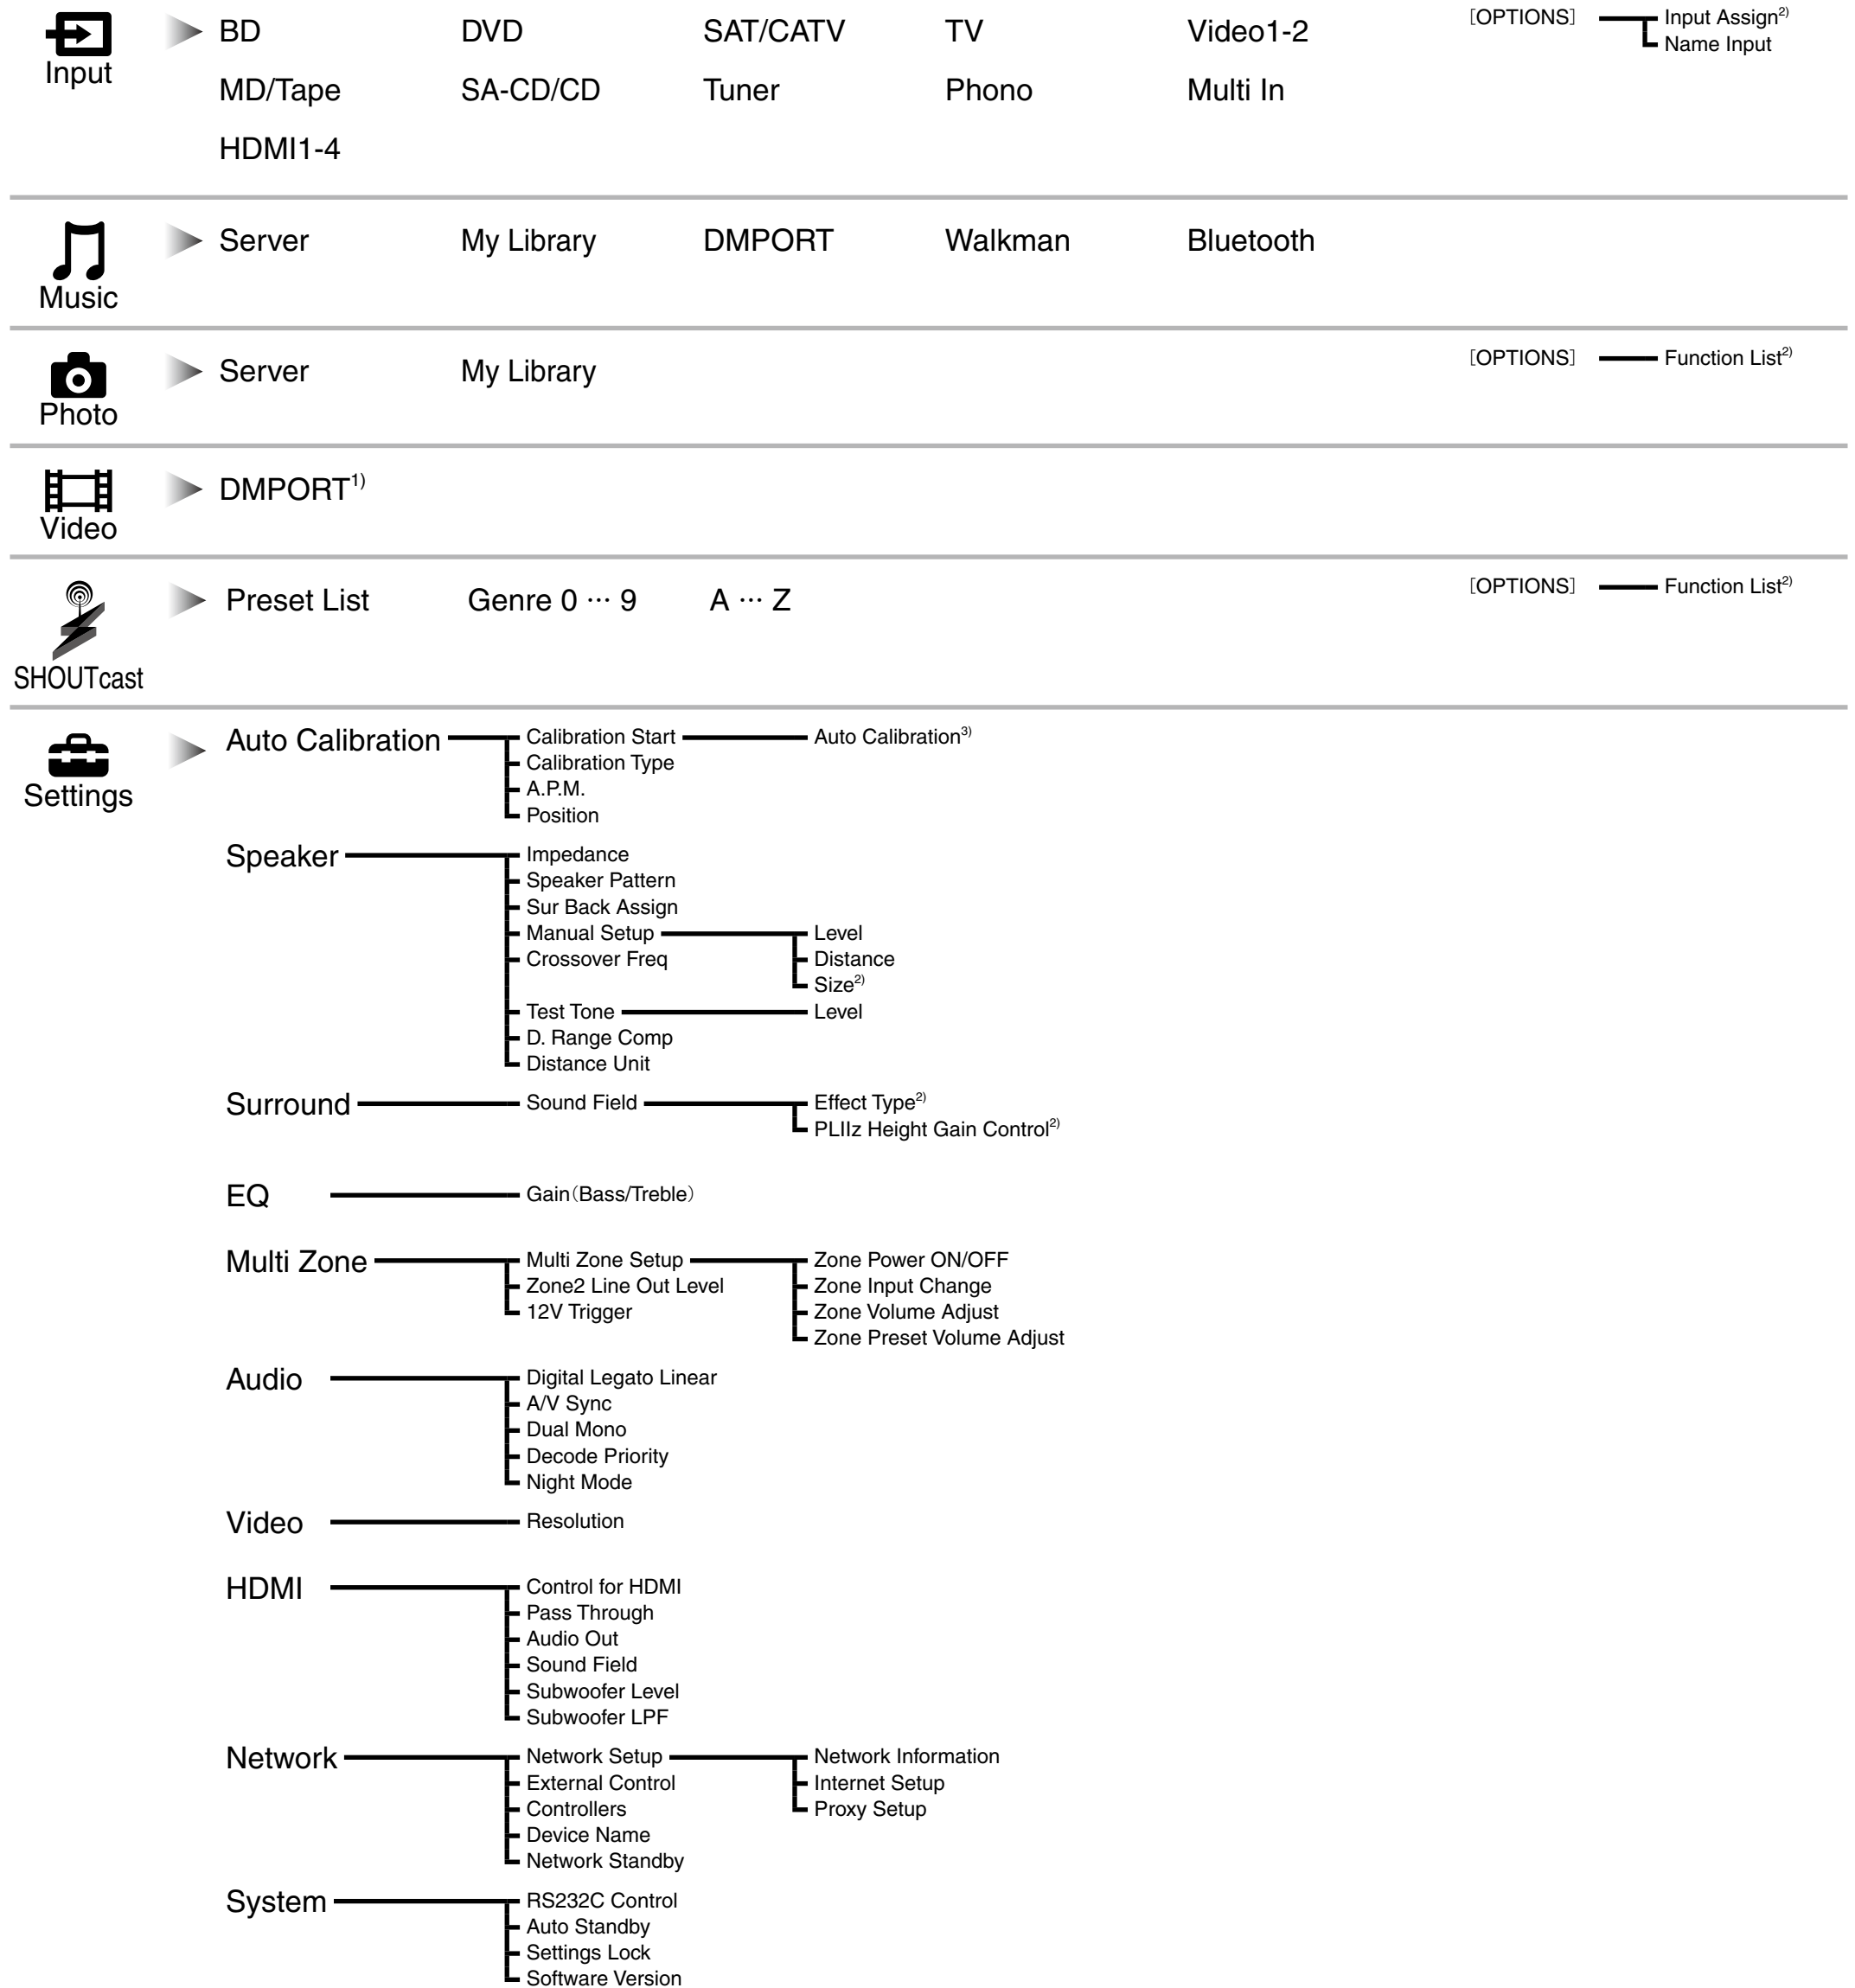 Input
BD DVD SAT/CATV TV Video1-2
[OPTIONS] Input Assign2)
Name Input
MD/Tape SA-CD/CD Tuner Phono Multi In
HDMI1-4
Music
Server My Library DMPORT Walkman Bluetooth
Photo
Server My Library
[OPTIONS] Function List2)
Video
DMPORT1)
SHOUTcast
Preset List Genre 0 ··· 9 A ··· Z
[OPTIONS] Function List2)
Settings
Auto Calibration Calibration Start Auto Calibration3)
Calibration Type
A.P.M.
Position
Speaker Impedance
Speaker Pattern
Sur Back Assign
Manual Setup Level
Crossover Freq Distance
Size2)
Test Tone Level
D. Range Comp
Distance Unit
Surround Sound Field Effect Type2)
PLIIz Height Gain Control2)
EQ Gain(Bass/Treble)
Multi Zone Multi Zone Setup Zone Power ON/OFF
Zone2 Line Out Level Zone Input Change
12V Trigger Zone Volume Adjust
Zone Preset Volume Adjust
Audio Digital Legato Linear
A/V Sync
Dual Mono
Decode Priority
Night Mode
Video Resolution
HDMI Control for HDMI
Pass Through
Audio Out
Sound Field
Subwoofer Level
Subwoofer LPF
Network Network Setup Network Information
External Control Internet Setup
Controllers Proxy Setup
Device Name
Network Standby
System RS232C Control
Auto Standby
Settings Lock
Software Version